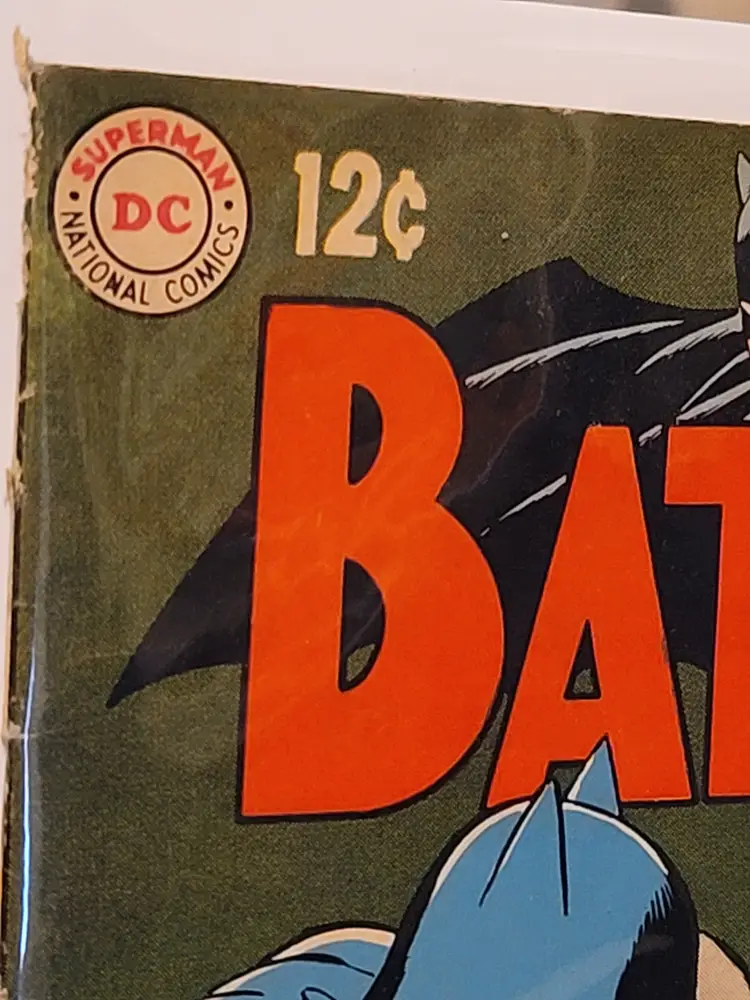 SUPERMAN
DC
NATIONAL COMICS
12¢
BAT